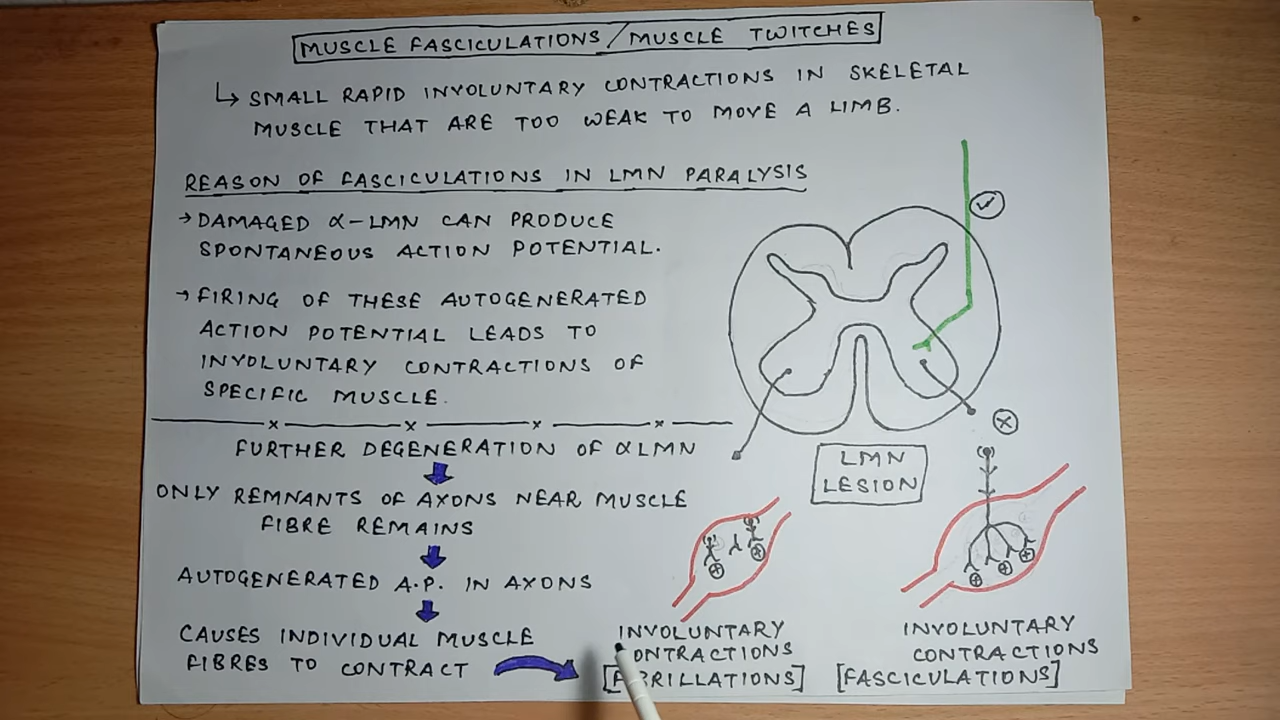 MUSCLE FASCICULATIONS/MUSCLE TWITCHES
↳ SMALL RAPID INVOLUNTARY CONTRACTIONS IN SKELETAL
MUSCLE THAT ARE TOO WEAK TO MOVE A LIMB.
REASON OF FASCICULATIONS IN LMN PARALYSIS
→ DAMAGED α-LMN CAN PRODUCE
SPONTANEOUS ACTION POTENTIAL.
→ FIRING OF THESE AUTOGENERATED
ACTION POTENTIAL LEADS TO
INVOLUNTARY CONTRACTIONS OF
SPECIFIC MUSCLE.
FURTHER DEGENERATION OF αLMN
ONLY REMNANTS OF AXONS NEAR MUSCLE
FIBRE REMAINS
AUTOGENERATED A.P. IN AXONS
CAUSES INDIVIDUAL MUSCLE
FIBRES TO CONTRACT
LMN
LESION
INVOLUNTARY
CONTRACTIONS
[FIBRILLATIONS]
INVOLUNTARY
CONTRACTIONS
[FASCICULATIONS]